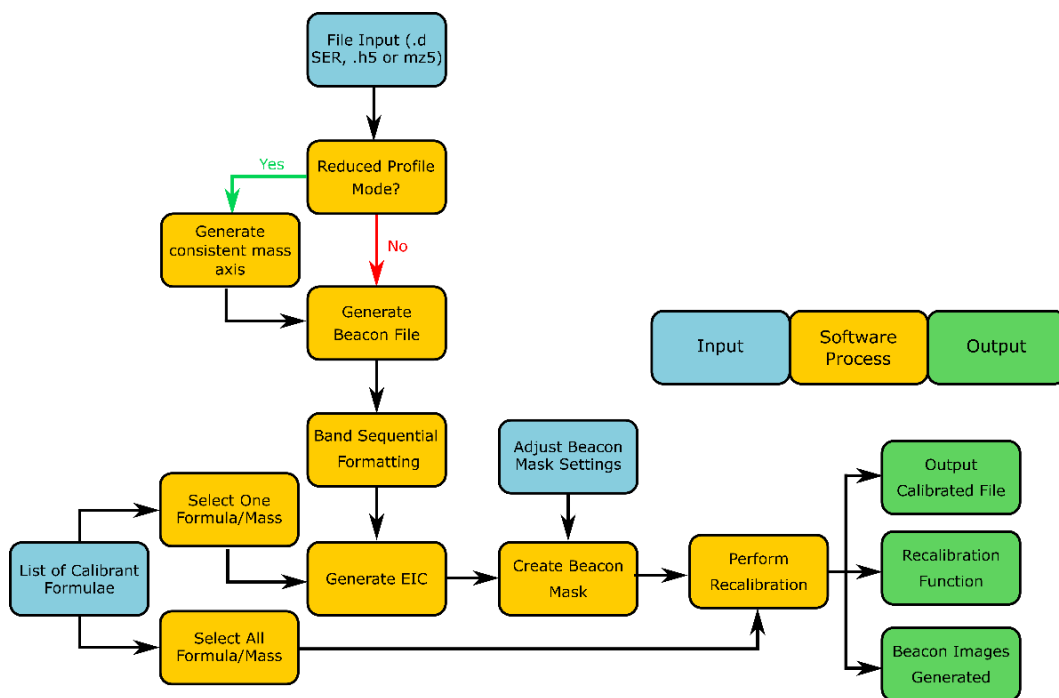 File Input (.d
SER, .h5 or mz5)
Yes
Reduced Profile
Mode?
Generate
consistent mass
axis
No
Generate
Beacon File
Input
Software
Process
Output
Band Sequential
Formatting
Adjust Beacon
Mask Settings
Output
Calibrated File
Select One
Formula/Mass
List of Calibrant
Formulae
Generate EIC
Create Beacon
Mask
Perform
Recalibration
Recalibration
Function
Select All
Formula/Mass
Beacon Images
Generated